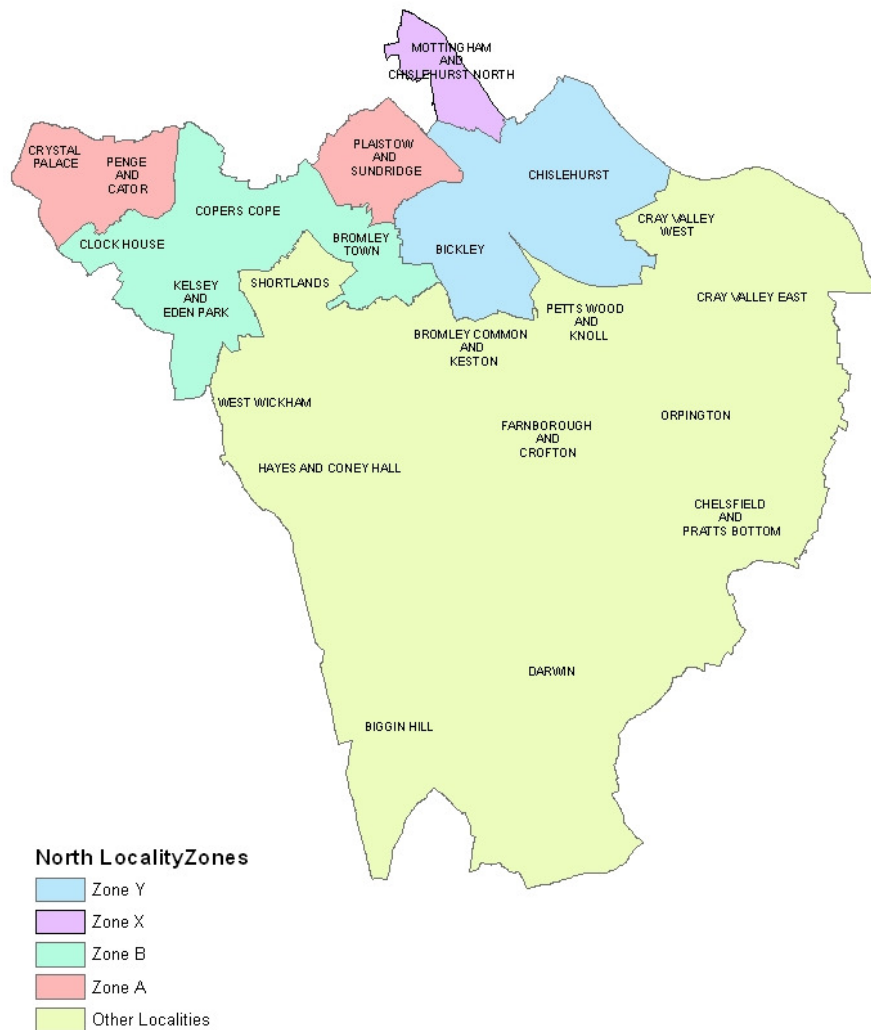 MOTTINGHAM
AND
CHISLEHURST NORTH
CRYSTAL
PALACE
PENGE
AND
CATOR
PLAISTOW
AND
SUNDRIDGE
CHISLEHURST
COPERS COPE
CRAY VALLEY
WEST
CLOCK HOUSE
BROMLEY
TOWN
BICKLEY
SHORTLANDS
KELSEY
AND
EDEN PARK
CRAY VALLEY EAST
PETTS WOOD
AND
KNOLL
BROMLEY COMMON
AND
KESTON
WEST WICKHAM
ORPINGTON
FARNBOROUGH
AND
CROFTON
HAYES AND CONEY HALL
CHELSFIELD
AND
PRATTS BOTTOM
DARWIN
BIGGIN HILL
North LocalityZones
Zone Y
Zone X
Zone B
Zone A
Other Localities